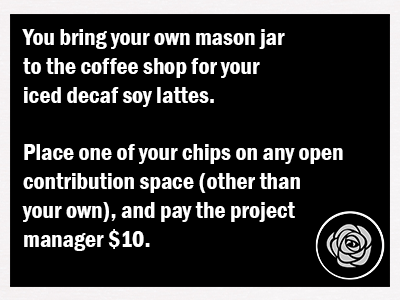 You bring your own mason jar
to the coffee shop for your
iced decaf soy lattes.
Place one of your chips on any open
contribution space (other than
your own), and pay the project
manager $10.